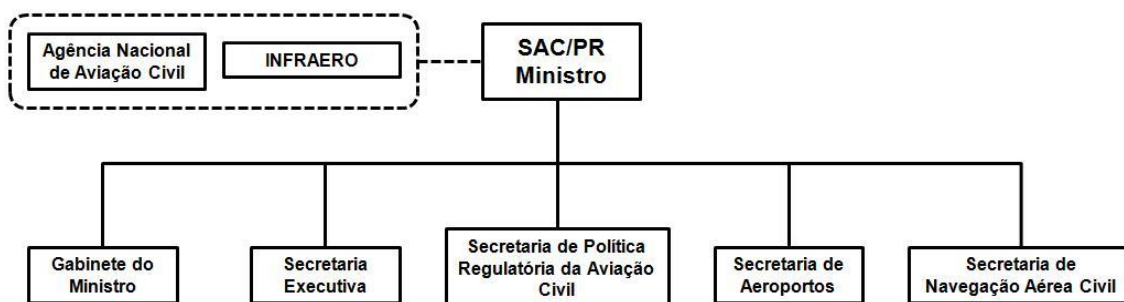 Agência Nacional
de Aviação Civil
INFRAERO
SAC/PR
Ministro
Gabinete do
Ministro
Secretaria
Executiva
Secretaria de Política
Regulatória da Aviação
Civil
Secretaria de
Aeroportos
Secretaria de
Navegação Aérea Civil